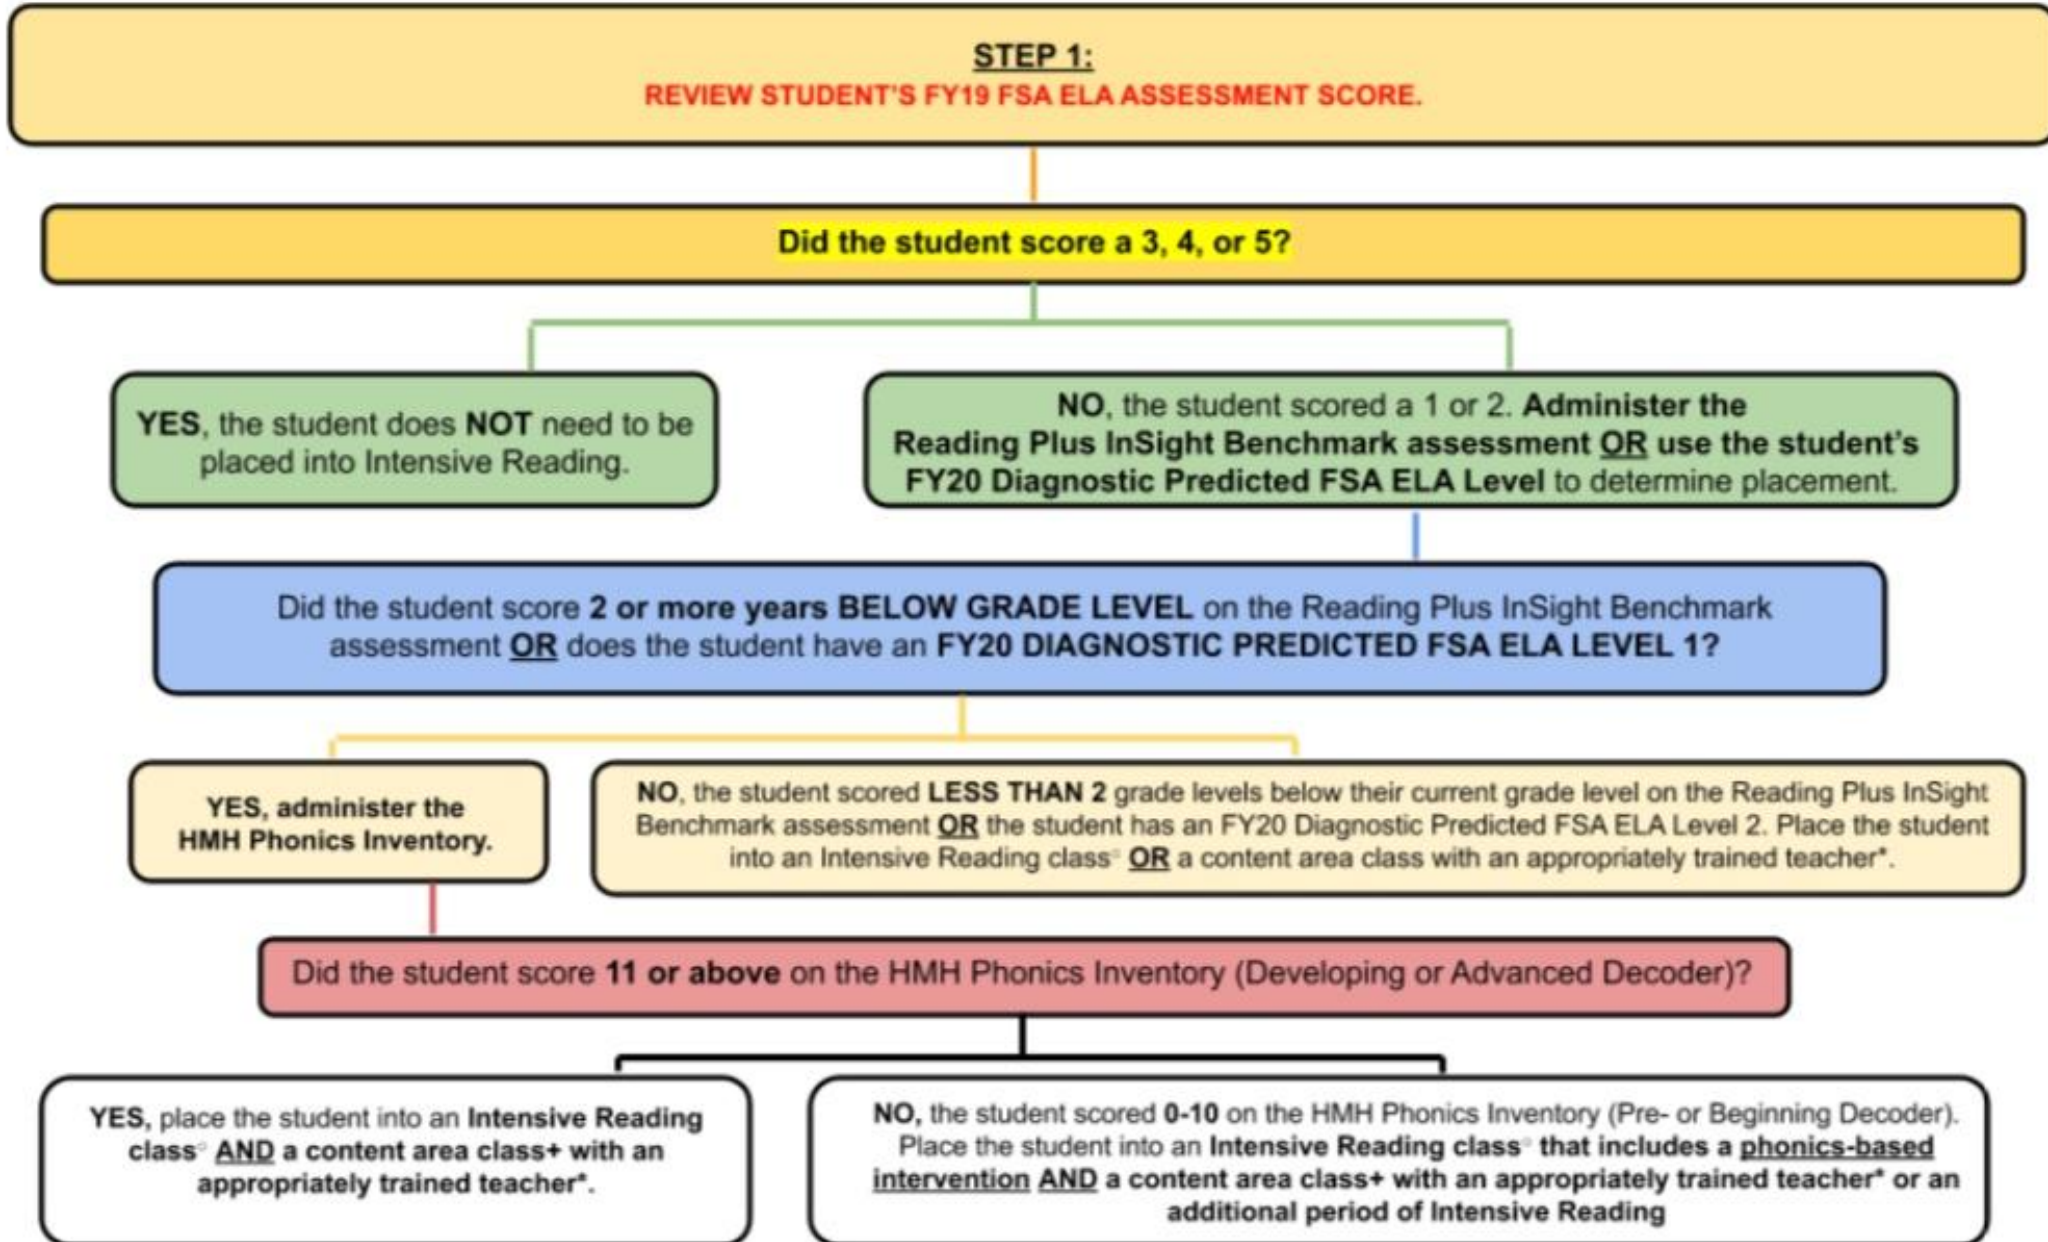 STEP 1:
REVIEW STUDENT'S FY19 FSA ELA ASSESSMENT SCORE.
Did the student score a 3, 4, or 5?
YES, the student does NOT need to be
placed into Intensive Reading.
NO, the student scored a 1 or 2. Administer the
Reading Plus InSight Benchmark assessment OR use the student's
FY20 Diagnostic Predicted FSA ELA Level to determine placement.
Did the student score 2 or more years BELOW GRADE LEVEL on the Reading Plus InSight Benchmark
assessment OR does the student have an FY20 DIAGNOSTIC PREDICTED FSA ELA LEVEL 1?
YES, administer the
HMH Phonics Inventory.
NO, the student scored LESS THAN 2 grade levels below their current grade level on the Reading Plus InSight
Benchmark assessment OR the student has an FY20 Diagnostic Predicted FSA ELA Level 2. Place the student
into an Intensive Reading class° OR a content area class with an appropriately trained teacher*.
Did the student score 11 or above on the HMH Phonics Inventory (Developing or Advanced Decoder)?
YES, place the student into an Intensive Reading
class° AND a content area class+ with an
appropriately trained teacher*.
NO, the student scored 0-10 on the HMH Phonics Inventory (Pre- or Beginning Decoder).
Place the student into an Intensive Reading class° that includes a phonics-based
intervention AND a content area class+ with an appropriately trained teacher* or an
additional period of Intensive Reading